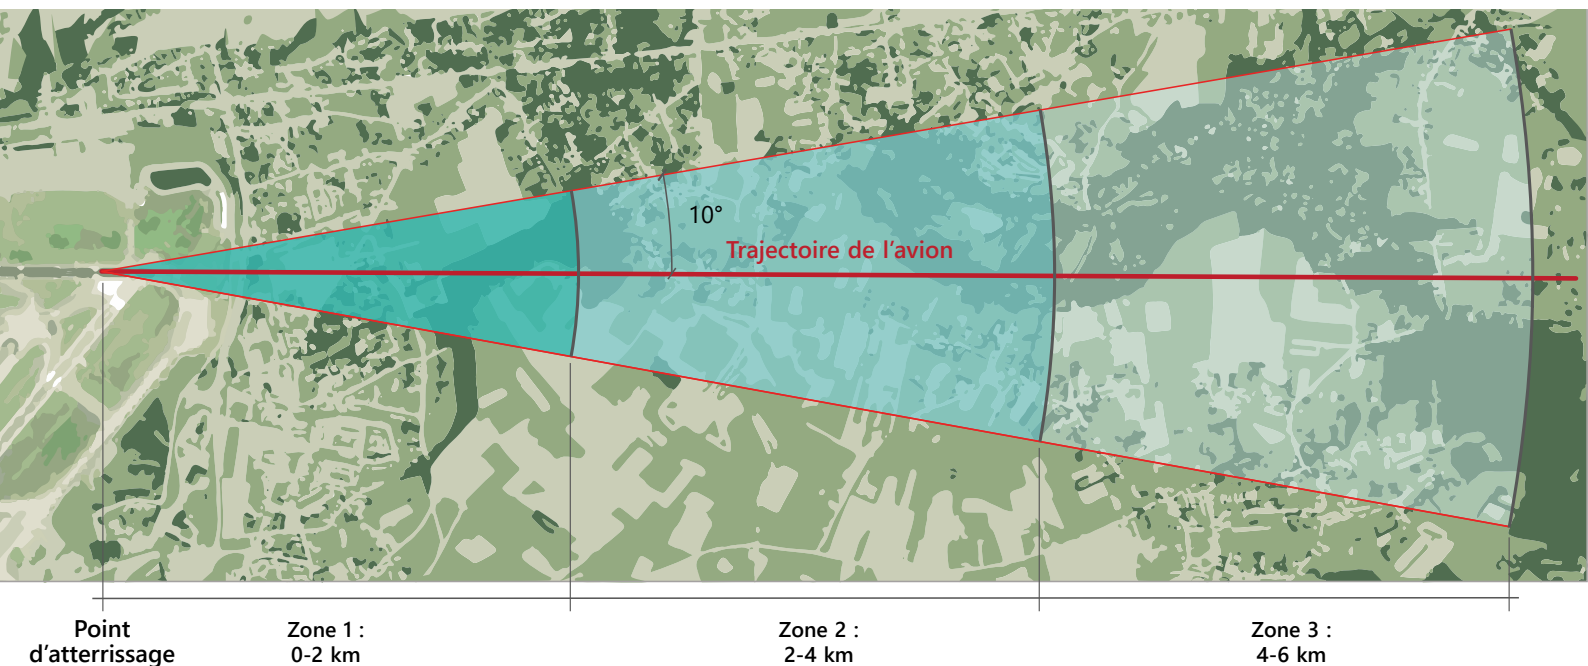 10°
Trajectoire de l'avion
Point
d'atterrissage
Zone 1 :
0-2 km
Zone 2 :
2-4 km
Zone 3 :
4-6 km